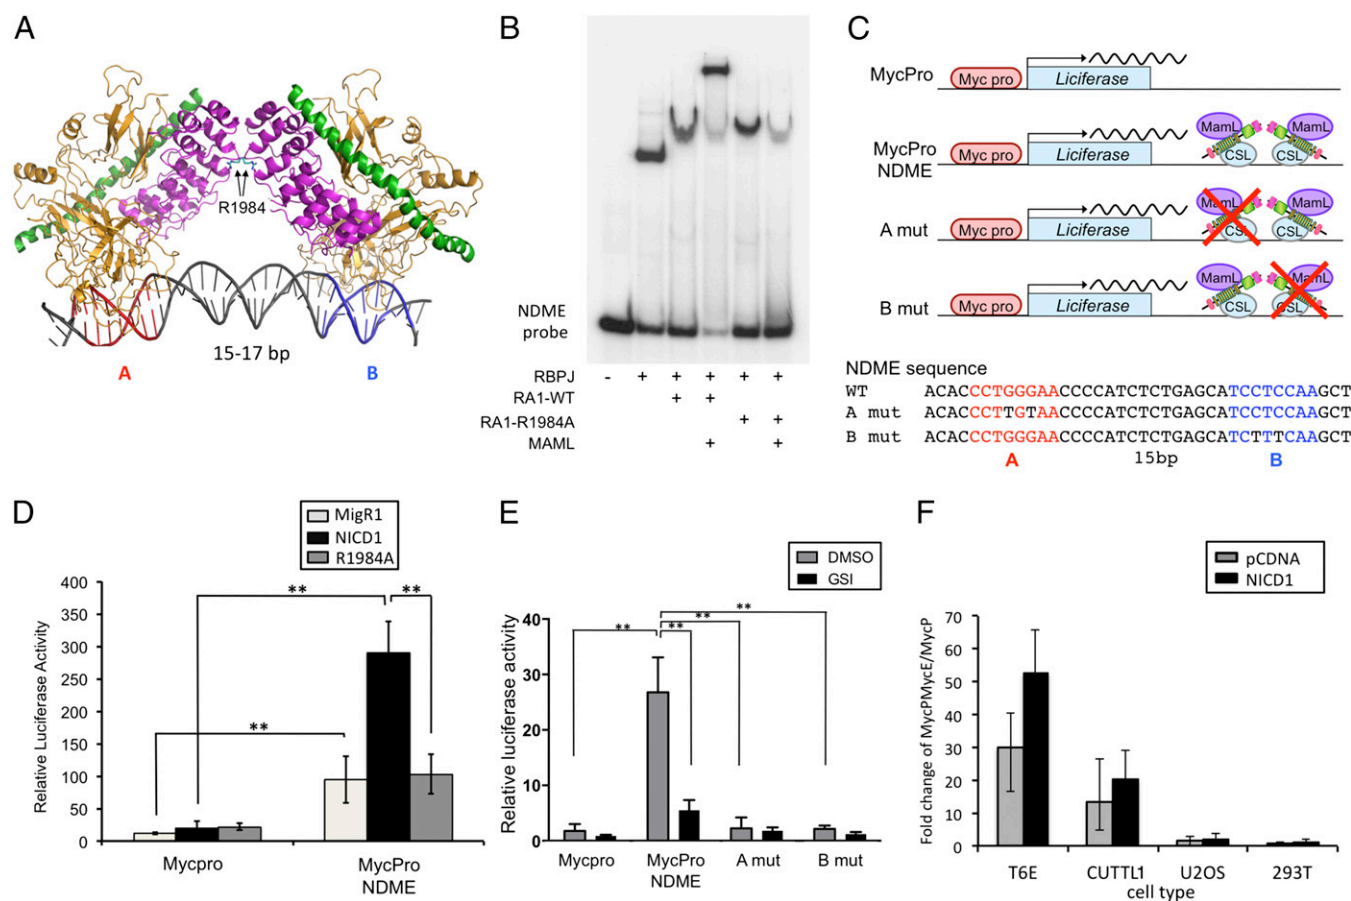 A
R1984
15-17 bp
A
B
B
NDME
probe
RBPJ - + + + + +
RA1-WT + +
RA1-R1984A + +
MAML + +
C
MycPro
Myc pro
Liciferase
MycPro
NDME
Myc pro
Liciferase
MamL
MamL
CSL
CSL
A mut
Myc pro
Liciferase
MamL
MamL
CSL
CSL
B mut
Myc pro
Liciferase
MamL
MamL
CSL
CSL
NDME sequence
WT ACACCCTGGGAACCCCATCTCTGAGCATCCTCCAAGCT
A mut ACACCCTTGTAACCCCATCTCTGAGCATCCTCCAAGCT
B mut ACACCCTGGGAACCCCATCTCTGAGCATCTTTCAAGCT
A 15bp B
D
MigR1
NICD1
R1984A
Relative Luciferase Activity
400
350
300
250
200
150
100
50
0
**
**
**
Mycpro
MycPro
NDME
E
DMSO
GSI
Relative luciferase activity
40
30
20
10
0
**
**
**
**
Mycpro
MycPro
NDME
A mut
B mut
F
pCDNA
NICD1
Fold change of MycPMycE/MycP
70
60
50
40
30
20
10
0
T6E CUTTL1 U2OS 293T
cell type